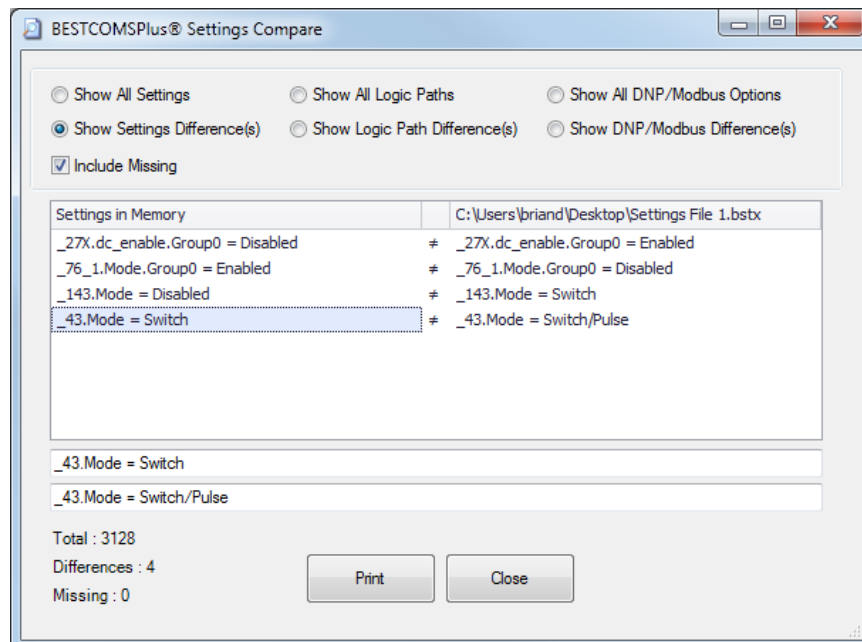 BESTCOMSPlus® Settings Compare
Show All Settings Show All Logic Paths Show All DNP/Modbus Options
Show Settings Difference(s) Show Logic Path Difference(s) Show DNP/Modbus Difference(s)
Include Missing
Settings in Memory C:\Users\briand\Desktop\Settings File 1.bstx
_27X.dc_enable.Group0 = Disabled ≠ _27X.dc_enable.Group0 = Enabled
_76_1.Mode.Group0 = Enabled ≠ _76_1.Mode.Group0 = Disabled
_143.Mode = Disabled ≠ _143.Mode = Switch
_43.Mode = Switch ≠ _43.Mode = Switch/Pulse
_43.Mode = Switch
_43.Mode = Switch/Pulse
Total : 3128
Differences : 4
Missing : 0
Print Close